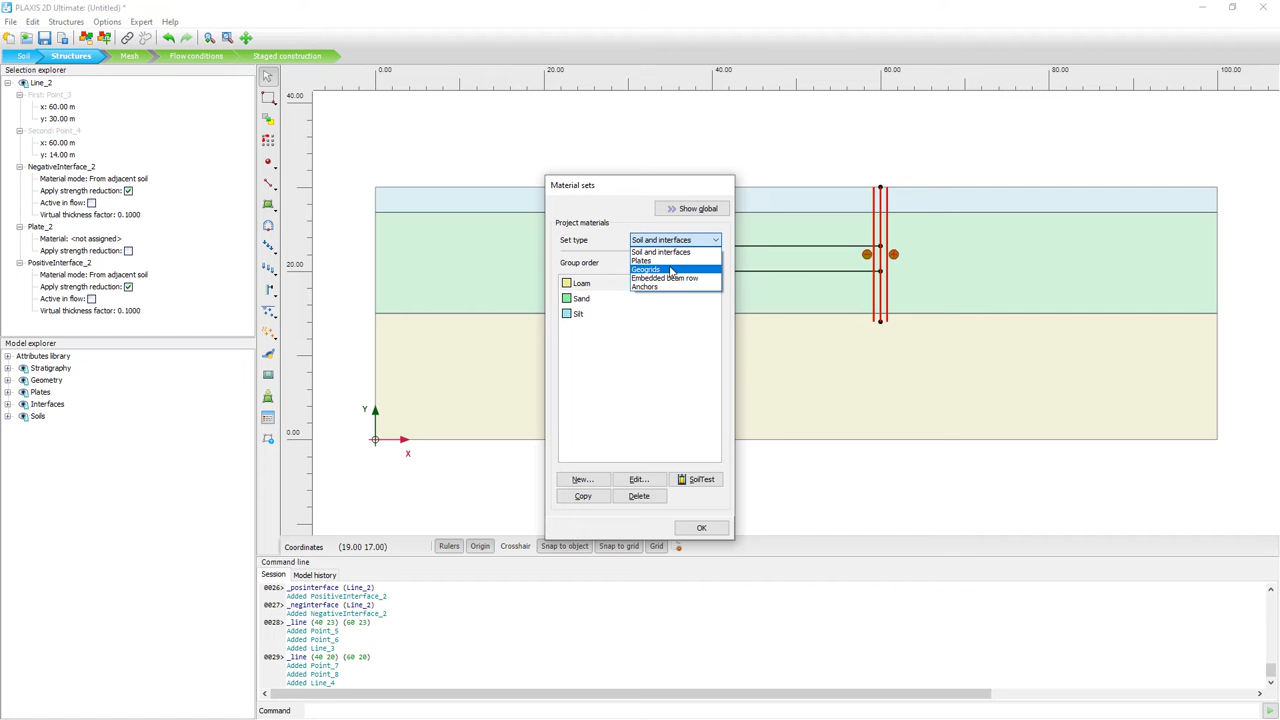 PLAXIS 2D Ultimate: (Untitled) *
File Edit Structures Options Expert Help
Soil Structures Mesh Flow conditions Staged construction
Selection explorer
Line_2
First: Point_3
x: 60.00 m
y: 30.00 m
Second: Point_4
x: 60.00 m
y: 14.00 m
NegativeInterface_2
Material mode: From adjacent soil
Apply strength reduction:
Active in flow:
Virtual thickness factor: 0.1000
Plate_2
Material: <not assigned>
Apply strength reduction:
PositiveInterface_2
Material mode: From adjacent soil
Apply strength reduction:
Active in flow:
Virtual thickness factor: 0.1000
Model explorer
Attributes library
Stratigraphy
Geometry
Plates
Interfaces
Soils
0.00 20.00 40.00 60.00 80.00 100.00
40.00
20.00
0.00
Y
X
Material sets
Show global
Project materials
Set type Soil and interfaces
Soil and interfaces
Plates
Geogrids
Embedded beam row
Anchors
Group order
Loam
Sand
Silt
New... Edit... SoilTest
Copy Delete
OK
Coordinates (19.00 17.00) Rulers Origin Crosshair Snap to object Snap to grid Grid
Command line
Session Model history
0026> _posinterface (Line_2)
Added PositiveInterface_2
0027> _neginterface (Line_2)
Added NegativeInterface_2
0028> _line (40 23) (60 23)
Added Point_5
Added Point_6
Added Line_3
0029> _line (40 20) (60 20)
Added Point_7
Added Point_8
Added Line_4
Command